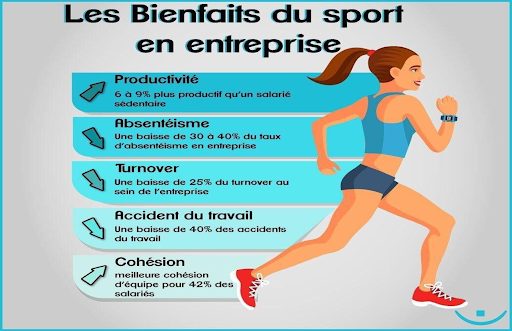 Les Bienfaits du sport
en entreprise
Productivité
6 à 9% plus productif qu'un salarié
sédentaire
Absentéisme
Une baisse de 30 à 40% du taux
d'absentéisme en entreprise
Turnover
Une baisse de 25% du turnover au
sein de l'entreprise
Accident du travail
Une baisse de 40% des accidents
du travail
Cohésion
meilleure cohésion
d'équipe pour 42% des
salariés